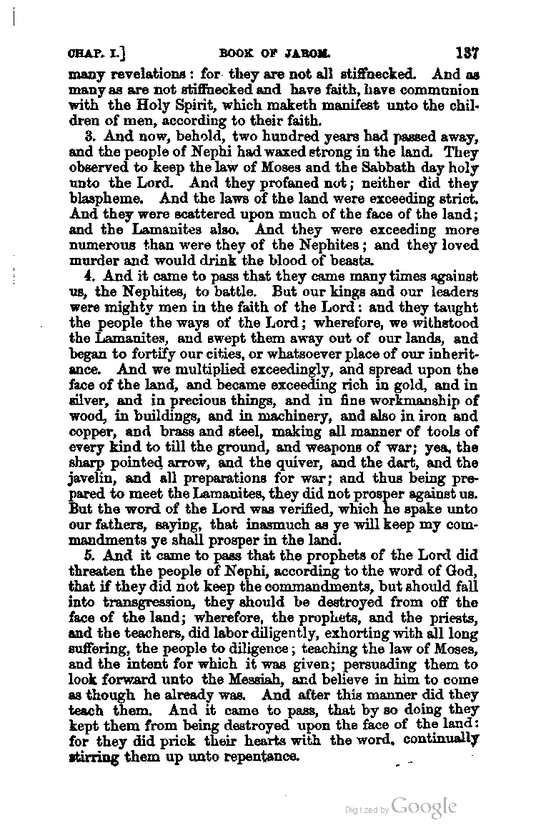 CHAP. I.] BOOK OF JAROM. 137
many revelations: for they are not all stiffnecked. And as
many as are not stiffnecked and have faith, have communion
with the Holy Spirit, which maketh manifest unto the chil-
dren of men, according to their faith.
3. And now, behold, two hundred years had passed away,
and the people of Nephi had waxed strong in the land. They
observed to keep the law of Moses and the Sabbath day holy
unto the Lord. And they profaned not; neither did they
blaspheme. And the laws of the land were exceeding strict.
And they were scattered upon much of the face of the land;
and the Lamanites also. And they were exceeding more
numerous than were they of the Nephites; and they loved
murder and would drink the blood of beasts.
4. And it came to pass that they came many times against
us, the Nephites, to battle. But our kings and our leaders
were mighty men in the faith of the Lord: and they taught
the people the ways of the Lord; wherefore, we withstood
the Lamanites, and swept them away out of our lands, and
began to fortify our cities, or whatsoever place of our inherit-
ance. And we multiplied exceedingly, and spread upon the
face of the land, and became exceeding rich in gold, and in
silver, and in precious things, and in fine workmanship of
wood, in buildings, and in machinery, and also in iron and
copper, and brass and steel, making all manner of tools of
every kind to till the ground, and weapons of war; yea, the
sharp pointed arrow, and the quiver, and the dart, and the
javelin, and all preparations for war; and thus being pre-
pared to meet the Lamanites, they did not prosper against us.
But the word of the Lord was verified, which he spake unto
our fathers, saying, that inasmuch as ye will keep my com-
mandments ye shall prosper in the land.
5. And it came to pass that the prophets of the Lord did
threaten the people of Nephi, according to the word of God,
that if they did not keep the commandments, but should fall
into transgression, they should be destroyed from off the
face of the land; wherefore, the prophets, and the priests,
and the teachers, did labor diligently, exhorting with all long
suffering, the people to diligence; teaching the law of Moses,
and the intent for which it was given; persuading them to
look forward unto the Messiah, and believe in him to come
as though he already was. And after this manner did they
teach them. And it came to pass, that by so doing they
kept them from being destroyed upon the face of the land:
for they did prick their hearts with the word, continually
stirring them up unto repentance.
Digitized by Google